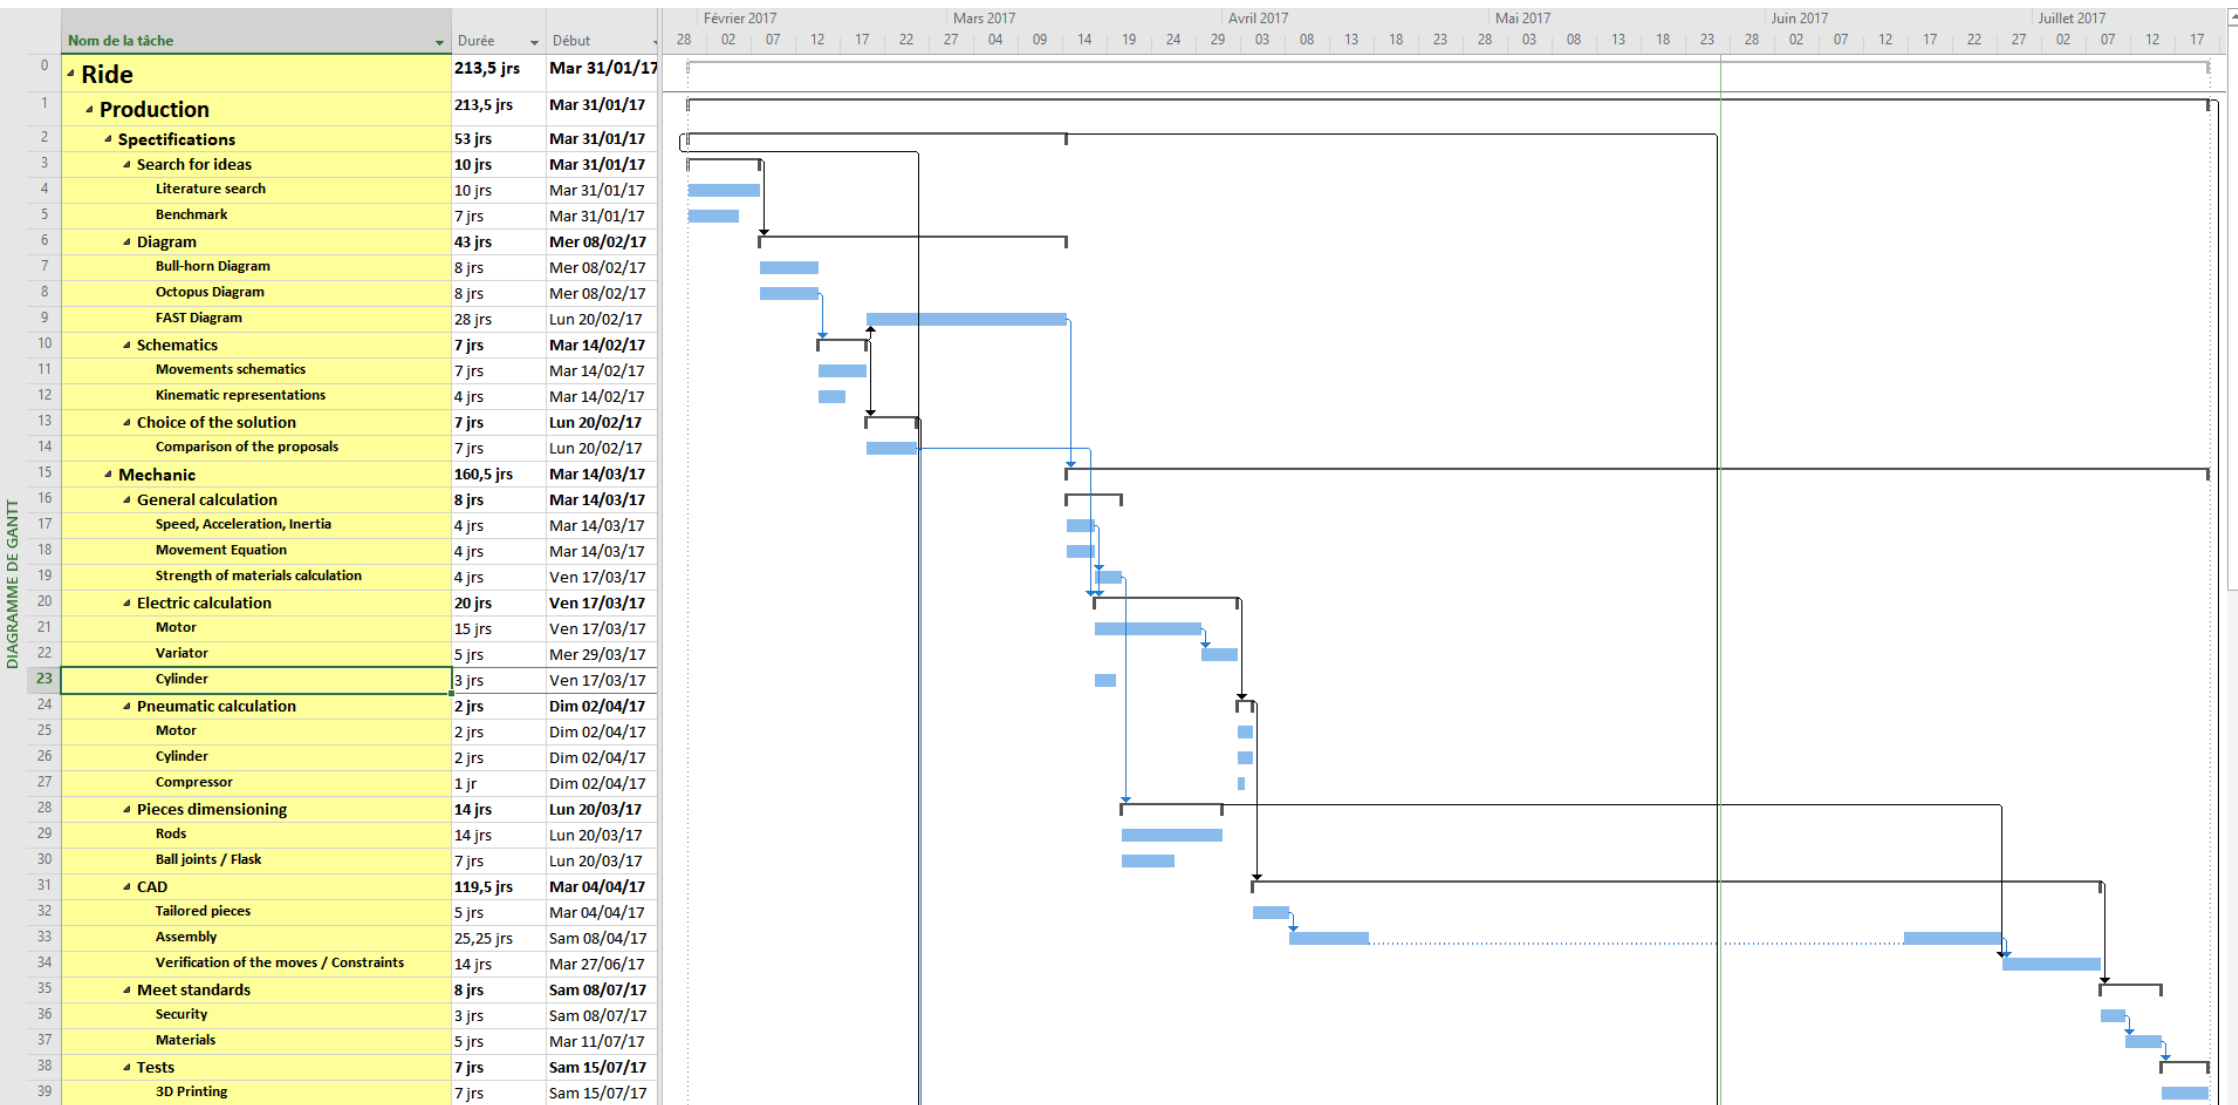 Février 2017 Mars 2017 Avril 2017 Mai 2017 Juin 2017 Juillet 2017
Nom de la tâche Durée Début 28 02 07 12 17 22 27 04 09 14 19 24 29 03 08 13 18 23 28 03 08 13 18 23 28 02 07 12 17 22 27 02 07 12 17
0 Ride 213,5 jrs Mar 31/01/17
1 Production 213,5 jrs Mar 31/01/17
2 Spectifications 53 jrs Mar 31/01/17
3 Search for ideas 10 jrs Mar 31/01/17
4 Literature search 10 jrs Mar 31/01/17
5 Benchmark 7 jrs Mar 31/01/17
6 Diagram 43 jrs Mer 08/02/17
7 Bull-horn Diagram 8 jrs Mer 08/02/17
8 Octopus Diagram 8 jrs Mer 08/02/17
9 FAST Diagram 28 jrs Lun 20/02/17
10 Schematics 7 jrs Mar 14/02/17
11 Movements schematics 7 jrs Mar 14/02/17
12 Kinematic representations 4 jrs Mar 14/02/17
13 Choice of the solution 7 jrs Lun 20/02/17
14 Comparison of the proposals 7 jrs Lun 20/02/17
15 Mechanic 160,5 jrs Mar 14/03/17
16 General calculation 8 jrs Mar 14/03/17
17 Speed, Acceleration, Inertia 4 jrs Mar 14/03/17
18 Movement Equation 4 jrs Mar 14/03/17
19 Strength of materials calculation 4 jrs Ven 17/03/17
20 Electric calculation 20 jrs Ven 17/03/17
21 Motor 15 jrs Ven 17/03/17
22 Variator 5 jrs Mer 29/03/17
23 Cylinder 3 jrs Ven 17/03/17
24 Pneumatic calculation 2 jrs Dim 02/04/17
25 Motor 2 jrs Dim 02/04/17
26 Cylinder 2 jrs Dim 02/04/17
27 Compressor 1 jr Dim 02/04/17
28 Pieces dimensioning 14 jrs Lun 20/03/17
29 Rods 14 jrs Lun 20/03/17
30 Ball joints / Flask 7 jrs Lun 20/03/17
31 CAD 119,5 jrs Mar 04/04/17
32 Tailored pieces 5 jrs Mar 04/04/17
33 Assembly 25,25 jrs Sam 08/04/17
34 Verification of the moves / Constraints 14 jrs Mar 27/06/17
35 Meet standards 8 jrs Sam 08/07/17
36 Security 3 jrs Sam 08/07/17
37 Materials 5 jrs Mar 11/07/17
38 Tests 7 jrs Sam 15/07/17
39 3D Printing 7 jrs Sam 15/07/17
DIAGRAMME DE GANTT